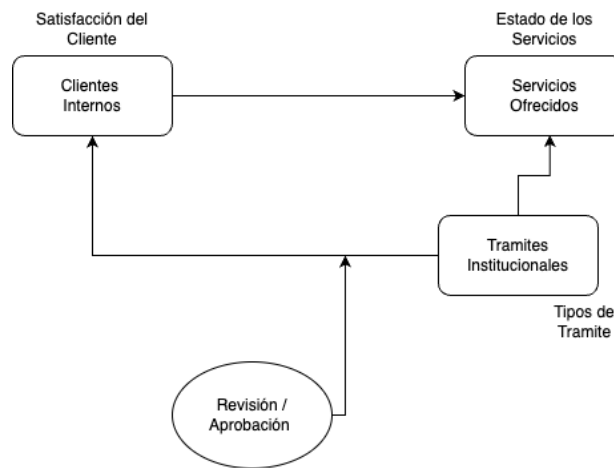 Satisfacción del
Cliente
Estado de los
Servicios
Clientes
Internos
Servicios
Ofrecidos
Tramites
Institucionales
Tipos de
Tramite
Revisión /
Aprobación